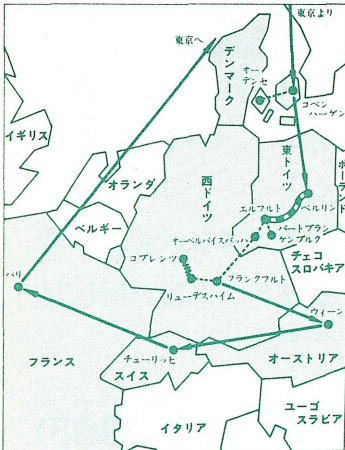 東京へ
東京より
デンマーク
オー
デンセ
コペン
ハーゲン
イギリス
オランダ
西ドイツ
東ドイツ
ポーランド
ベルギー
エルフルト
ベルリン
オーベルバイスバッハ
バートブラン
ケンブルク
コブレンツ
チェコ
スロバキア
パリ
フランクフルト
リューデスハイム
ウィーン
フランス
チューリッヒ
オーストリア
スイス
ユーゴ
スラビア
イタリア